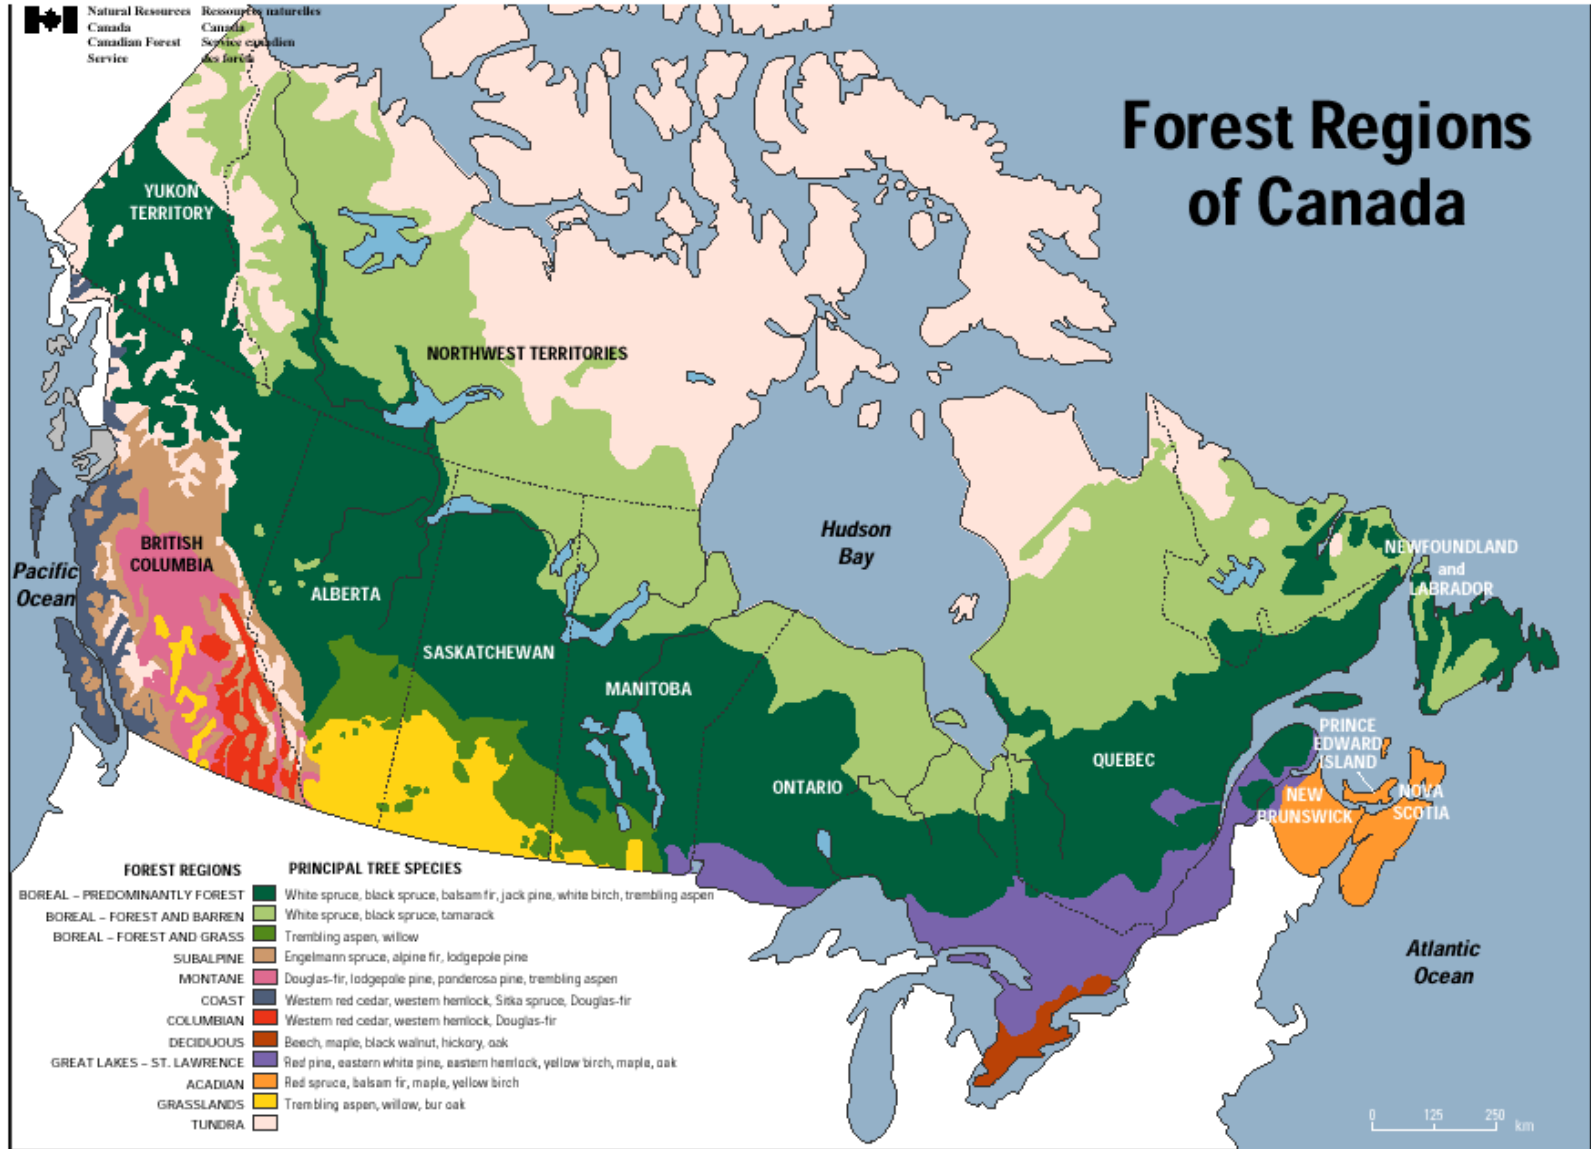 Natural Resources Ressources naturelles
Canada Canada
Canadian Forest Service canadien
Service des forêts
Forest Regions
of Canada
YUKON
TERRITORY
NORTHWEST TERRITORIES
Hudson
Bay
BRITISH
COLUMBIA
Pacific
Ocean
ALBERTA
SASKATCHEWAN
MANITOBA
ONTARIO
QUEBEC
NEWFOUNDLAND
and
LABRADOR
PRINCE
EDWARD
ISLAND
NEW
BRUNSWICK
NOVA
SCOTIA
Atlantic
Ocean
FOREST REGIONS PRINCIPAL TREE SPECIES
BOREAL – PREDOMINANTLY FOREST White spruce, black spruce, balsam fir, jack pine, white birch, trembling aspen
BOREAL – FOREST AND BARREN White spruce, black spruce, tamarack
BOREAL – FOREST AND GRASS Trembling aspen, willow
SUBALPINE Engelmann spruce, alpine fir, lodgepole pine
MONTANE Douglas-fir, lodgepole pine, ponderosa pine, trembling aspen
COAST Western red cedar, western hemlock, Sitka spruce, Douglas-fir
COLUMBIAN Western red cedar, western hemlock, Douglas-fir
DECIDUOUS Beech, maple, black walnut, hickory, oak
GREAT LAKES – ST. LAWRENCE Red pine, eastern white pine, eastern hemlock, yellow birch, maple, oak
ACADIAN Red spruce, balsam fir, maple, yellow birch
GRASSLANDS Trembling aspen, willow, bur oak
TUNDRA
0 125 250
km